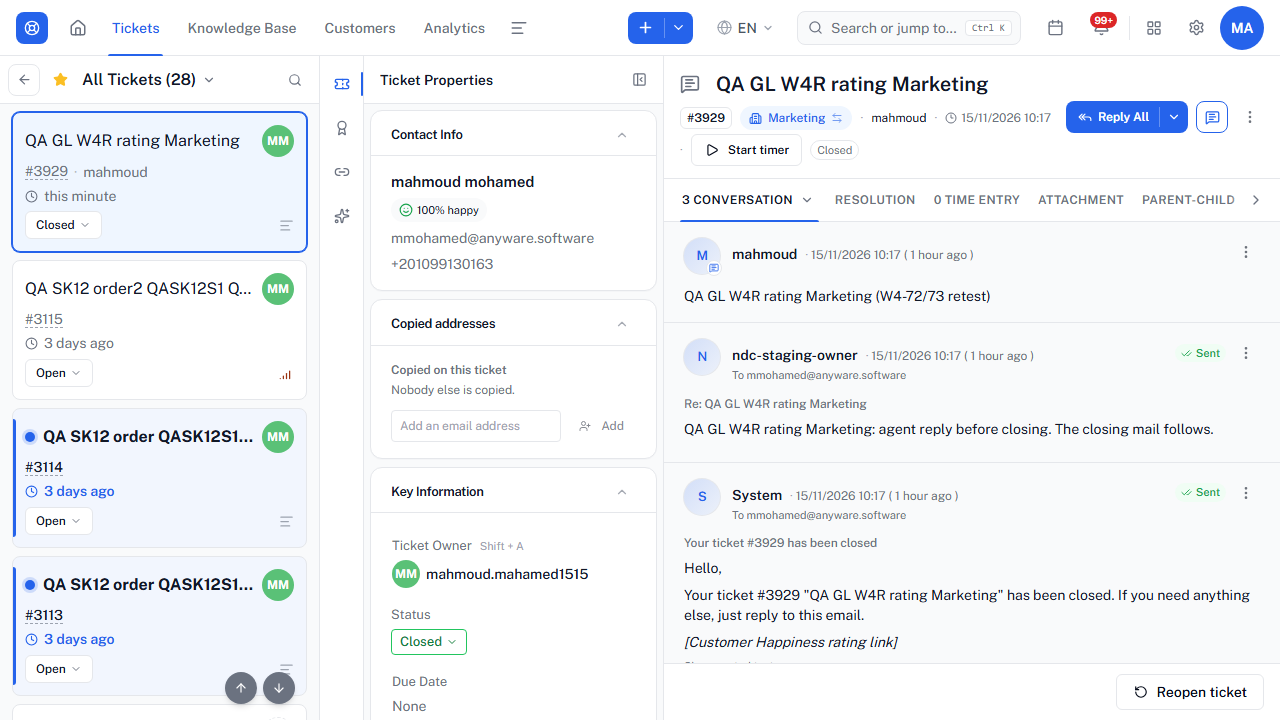 Tickets
Knowledge Base
Customers
Analytics
EN
Search or jump to...
Ctrl K
99+
MA
All Tickets (28)
QA GL W4R rating Marketing
MM
#3929 · mahmoud
this minute
Closed
QA SK12 order2 QASK12S1 Q...
MM
#3115
3 days ago
Open
QA SK12 order QASK12S1...
MM
#3114
3 days ago
Open
QA SK12 order QASK12S1...
MM
#3113
3 days ago
Open
Ticket Properties
Contact Info
mahmoud mohamed
100% happy
mmohamed@anyware.software
+201099130163
Copied addresses
Copied on this ticket
Nobody else is copied.
Add an email address
Add
Key Information
Ticket Owner Shift + A
MM mahmoud.mahamed1515
Status
Closed
Due Date
None
QA GL W4R rating Marketing
#3929 Marketing · mahmoud · 15/11/2026 10:17
Reply All
· Start timer Closed
3 CONVERSATION
RESOLUTION
0 TIME ENTRY
ATTACHMENT
PARENT-CHILD
M mahmoud · 15/11/2026 10:17 ( 1 hour ago )
QA GL W4R rating Marketing (W4-72/73 retest)
N ndc-staging-owner · 15/11/2026 10:17 ( 1 hour ago )
Sent
To mmohamed@anyware.software
Re: QA GL W4R rating Marketing
QA GL W4R rating Marketing: agent reply before closing. The closing mail follows.
S System · 15/11/2026 10:17 ( 1 hour ago )
Sent
To mmohamed@anyware.software
Your ticket #3929 has been closed
Hello,
Your ticket #3929 "QA GL W4R rating Marketing" has been closed. If you need anything
else, just reply to this email.
[Customer Happiness rating link]
Reopen ticket